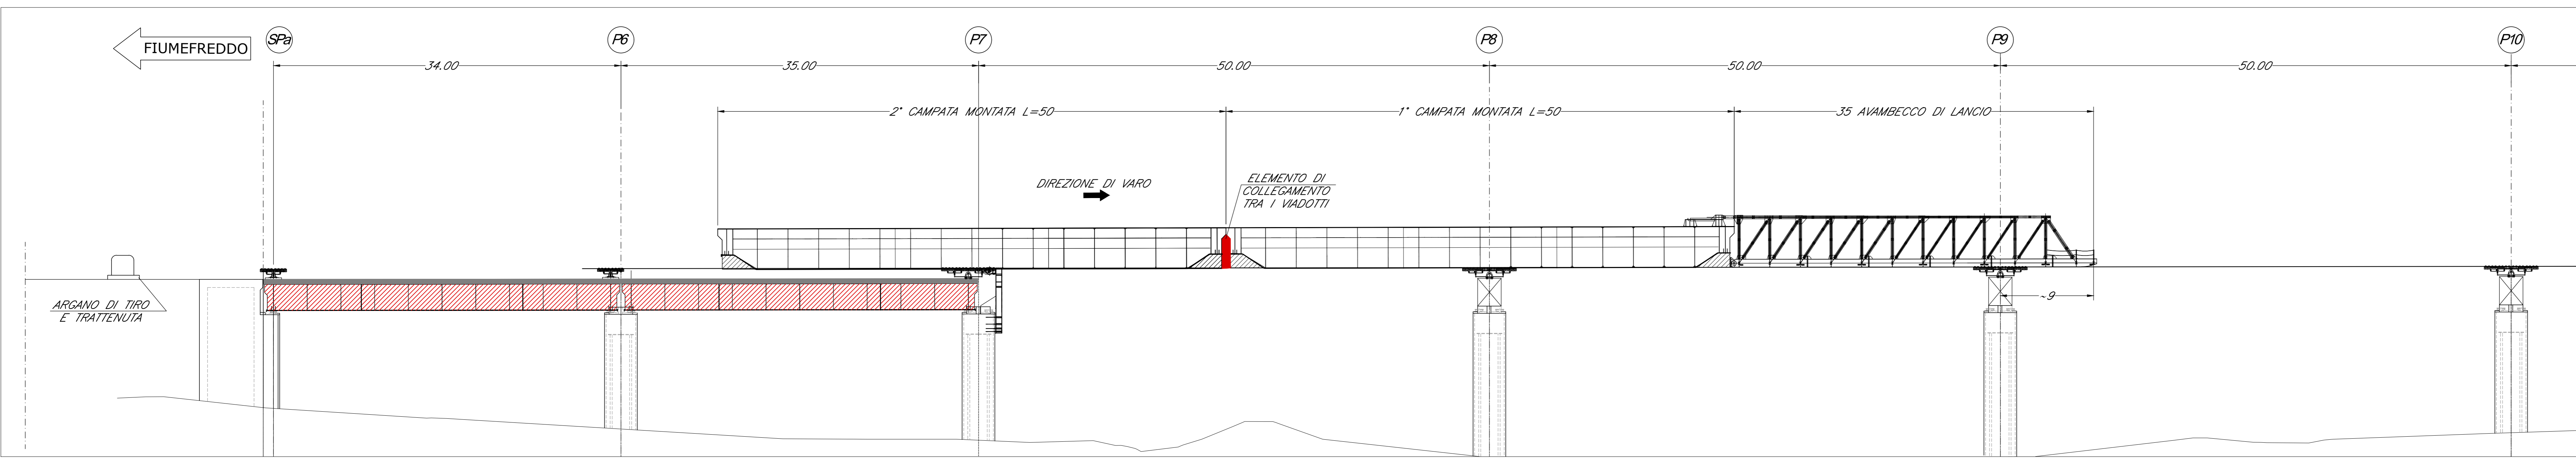 FIUMEFREDDO
SPa
P6
P7
P8
P9
P10
34.00
35.00
50.00
50.00
50.00
2° CAMPATA MONTATA L=50
1° CAMPATA MONTATA L=50
35 AVAMBECCO DI LANCIO
DIREZIONE DI VARO
ELEMENTO DI
COLLEGAMENTO
TRA I VIADOTTI
ARGANO DI TIRO
E TRATTENUTA
~9